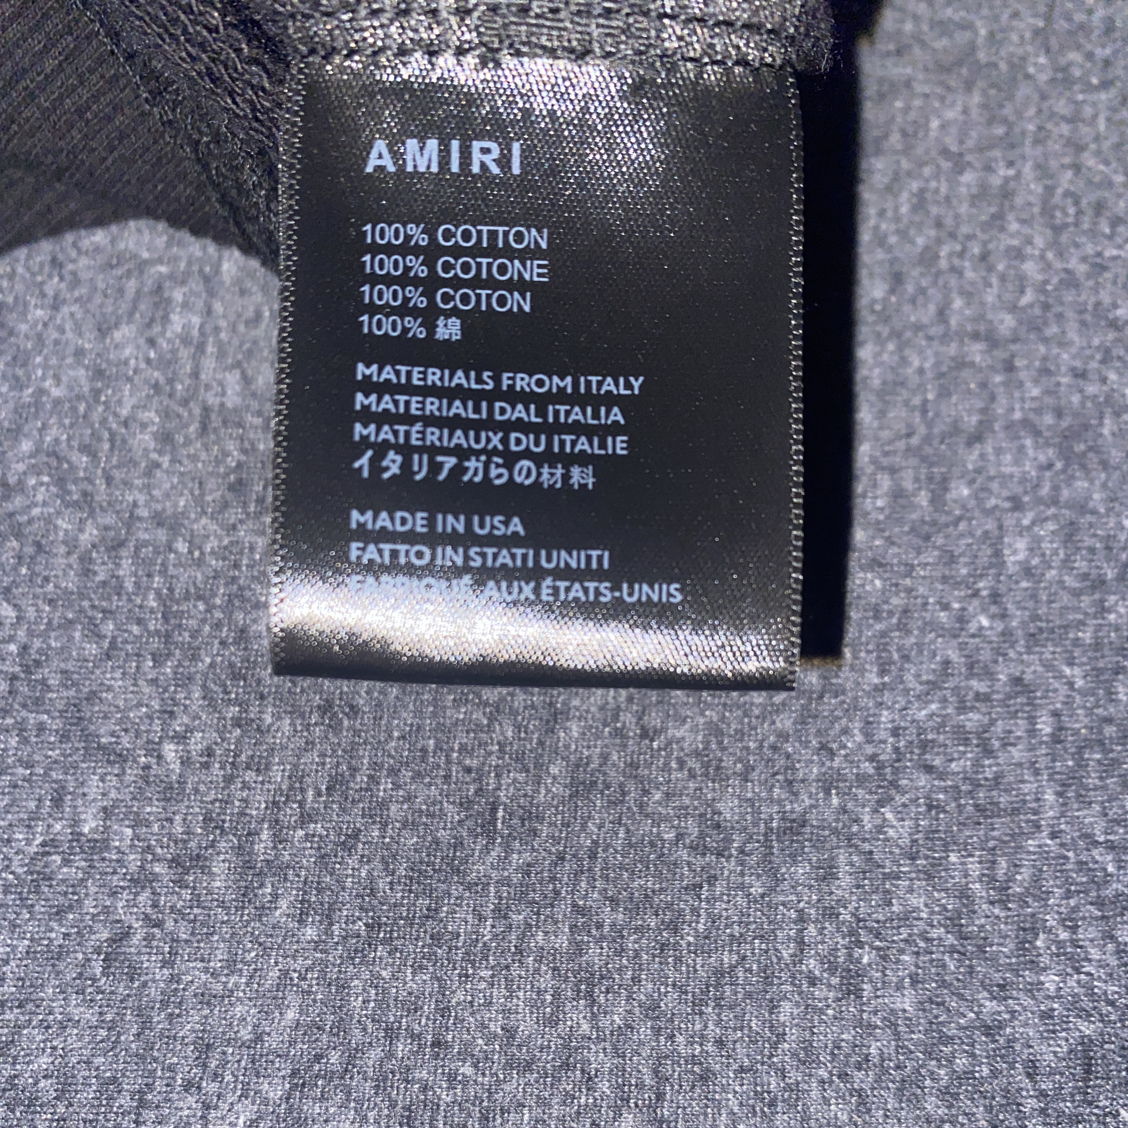 AMIRI
100% COTTON
100% COTONE
100% COTON
100% 綿
MATERIALS FROM ITALY
MATERIALI DAL ITALIA
MATÉRIAUX DU ITALIE
イタリアガらの材料
MADE IN USA
FATTO IN STATI UNITI
FABRIQUÉ AUX ÉTATS-UNIS